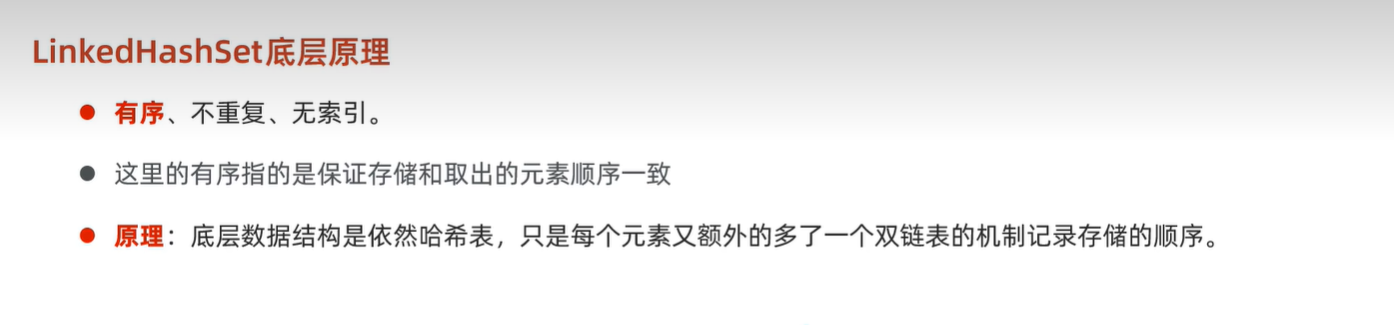 LinkedHashSet底层原理
有序、不重复、无索引。
这里的有序指的是保证存储和取出的元素顺序一致
原理：底层数据结构是依然哈希表，只是每个元素又额外的多了一个双链表的机制记录存储的顺序。